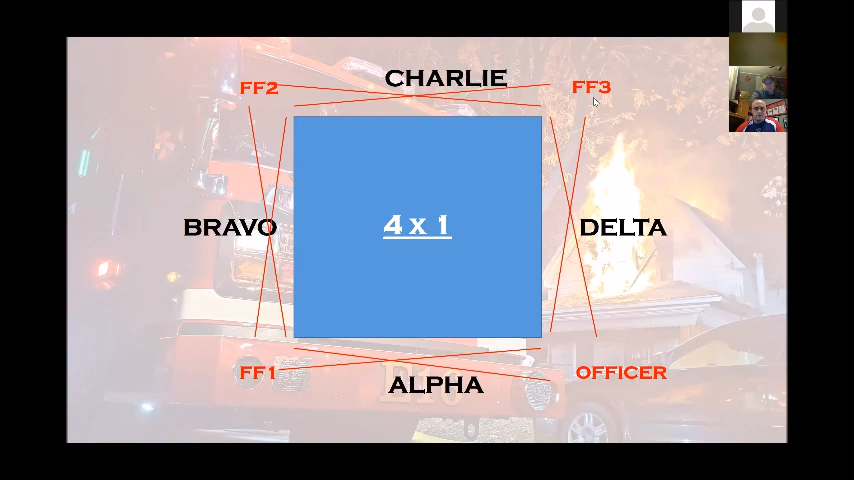 CHARLIE
FF2
FF3
BRAVO
4 x 1
DELTA
FF1
ALPHA
OFFICER